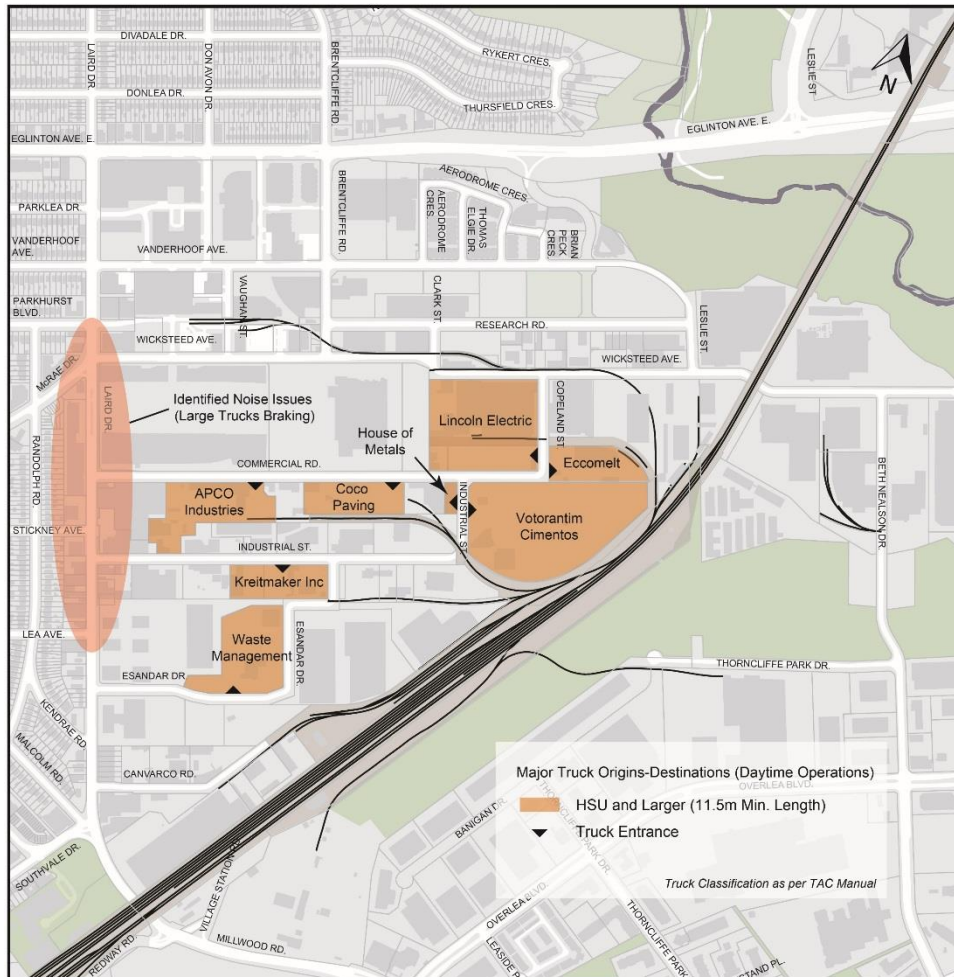 DIVADALE DR.
LAIRD DR.
DON AVON DR.
BRENTCLIFFE RD.
RYKERT CRES.
LESLIE ST
N
DONLEA DR.
THURSFIELD CRES.
EGLINTON AVE. E.
EGLINTON AVE. E.
PARKLEA DR.
BRENTCLIFFE RD.
AERODROME CRES.
AERODROME
CRES.
THOMAS
ELGIE DR.
BRIAN
PECK
CRES.
VANDERHOOF
AVE.
VANDERHOOF AVE.
PARKHURST
BLVD.
VAUGHAN ST.
CLARK ST.
LESLIE ST.
RESEARCH RD.
WICKSTEED AVE.
WICKSTEED AVE.
McRAE DR.
LAIRD DR.
Identified Noise Issues
(Large Trucks Braking)
Lincoln Electric
COPELAND ST.
House of
Metals
RANDOLPH RD
COMMERCIAL RD.
Eccomelt
BETH NEALSON DR
APCO
Industries
Coco
Paving
INDUSTRIAL ST.
Votorantim
Cimentos
STICKNEY AVE.
INDUSTRIAL ST.
Kreitmaker Inc
LEA AVE.
Waste
Management
ESANDAR DR.
ESANDAR DR.
THORNCLIFFE PARK DR.
KENDRAE RD.
MALCOLM RD.
CANVARCO RD.
Major Truck Origins-Destinations (Daytime Operations)
OVERLEA BLVD.
HSU and Larger (11.5m Min. Length)
BANIGAN DR.
THORNCLIFFE PARK DR.
Truck Entrance
Truck Classification as per TAC Manual
SOUTHVALE DR.
VILLAGE STATION RD.
OVERLEA BLVD.
MILLWOOD RD.
REDWAY RD.
LEASIDE P
THORNCLIFFE PARK
STAND PL.